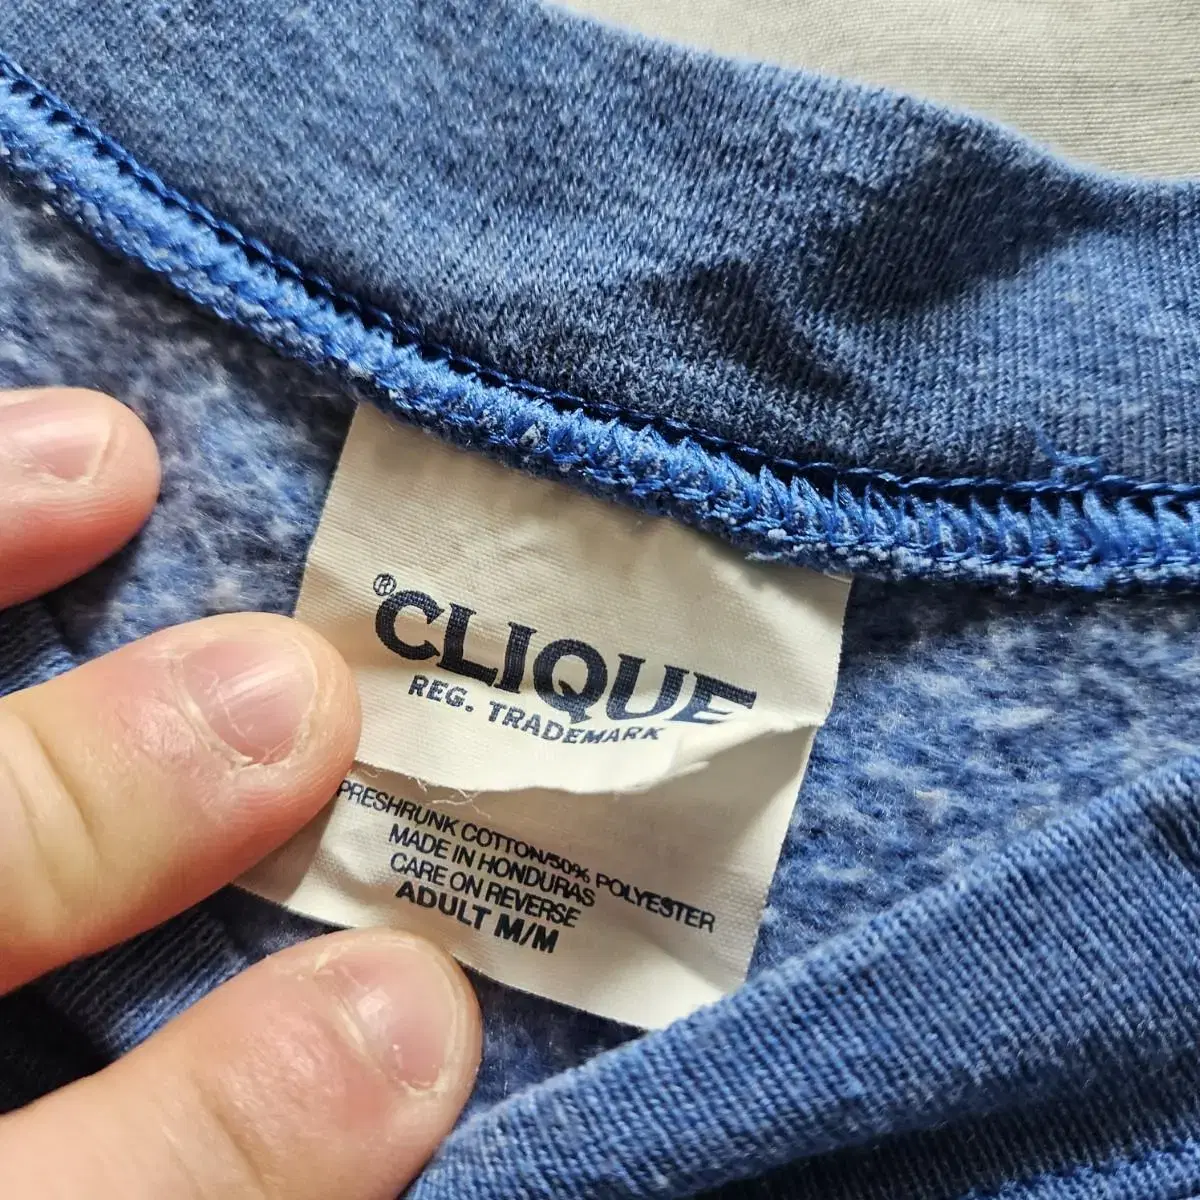 ®CLIQUE
REG. TRADEMARK
PRESHRUNK COTTON/50% POLYESTER
MADE IN HONDURAS
CARE ON REVERSE
ADULT M/M